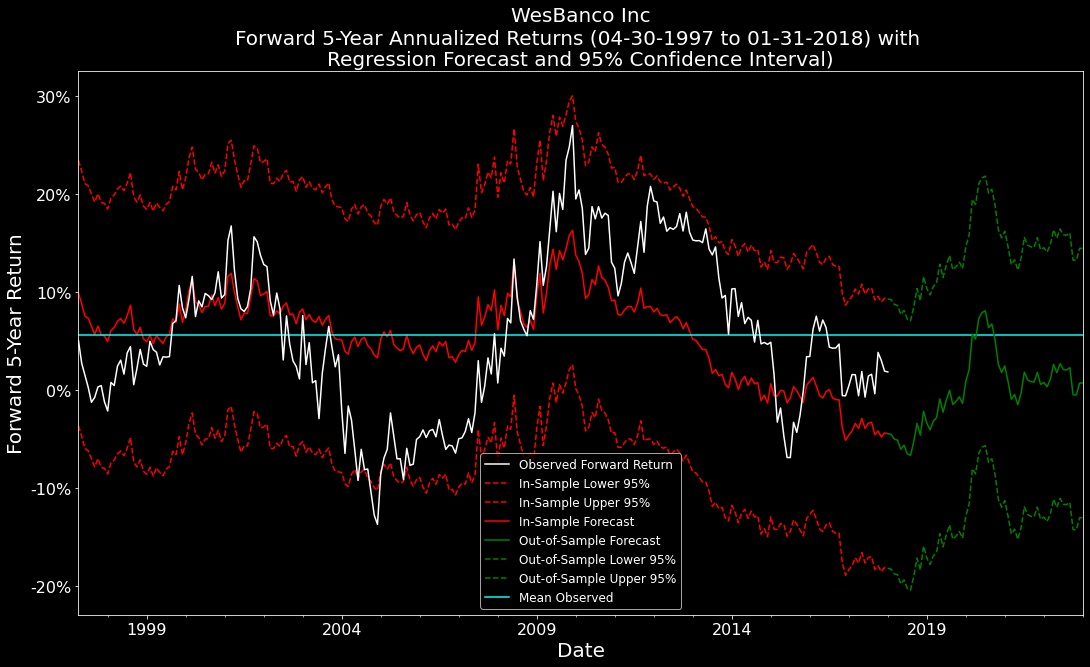 WesBanco Inc
Forward 5-Year Annualized Returns (04-30-1997 to 01-31-2018) with
Regression Forecast and 95% Confidence Interval)
Forward 5-Year Return
30%
20%
10%
0%
-10%
-20%
Observed Forward Return
In-Sample Lower 95%
In-Sample Upper 95%
In-Sample Forecast
Out-of-Sample Forecast
Out-of-Sample Lower 95%
Out-of-Sample Upper 95%
Mean Observed
1999 2004 2009 2014 2019
Date